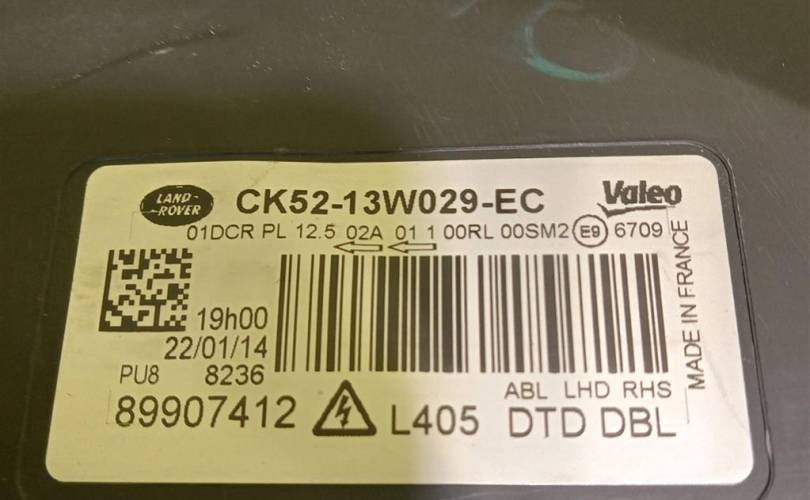 LAND-
ROVER
CK52-13W029-EC
Valeo
01DCR PL 12.5 02A 01 1 00RL 00SM2 E9 6709
MADE IN FRANCE
19h00
22/01/14
PU8 8236
ABL LHD RHS
89907412 L405 DTD DBL